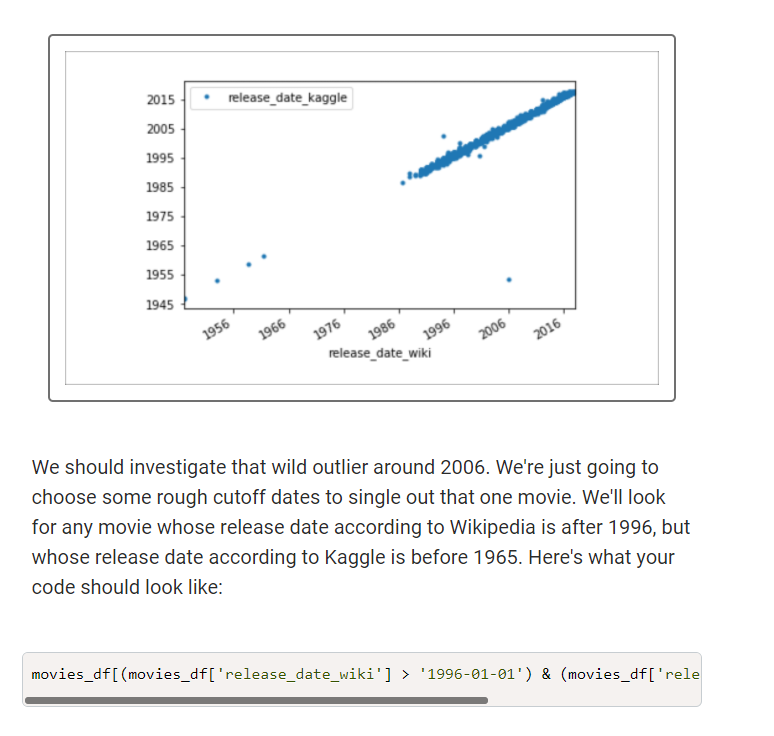 release_date_kaggle
2015
2005
1995
1985
1975
1965
1955
1945
1956 1966 1976 1986 1996 2006 2016
release_date_wiki
We should investigate that wild outlier around 2006. We're just going to
choose some rough cutoff dates to single out that one movie. We'll look
for any movie whose release date according to Wikipedia is after 1996, but
whose release date according to Kaggle is before 1965. Here's what your
code should look like:
movies_df[(movies_df['release_date_wiki'] > '1996-01-01') & (movies_df['rele